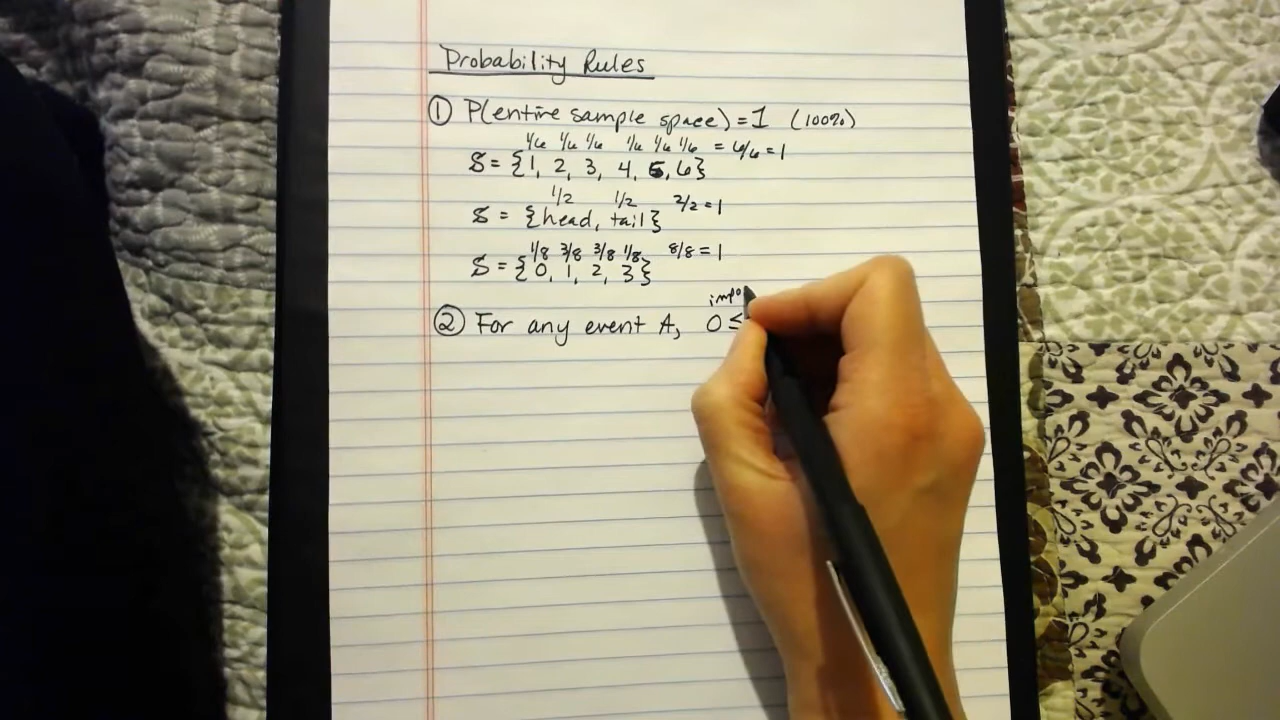 Probability Rules
① P(entire sample space) = 1 (100%)
1/6 1/6 1/6 1/6 1/6 1/6 = 6/6 = 1
S = {1, 2, 3, 4, 5, 6}
1/2 1/2 2/2 = 1
S = {head, tail}
1/8 3/8 3/8 1/8 8/8 = 1
S = {0, 1, 2, 3}
impo
② For any event A, 0 ≤